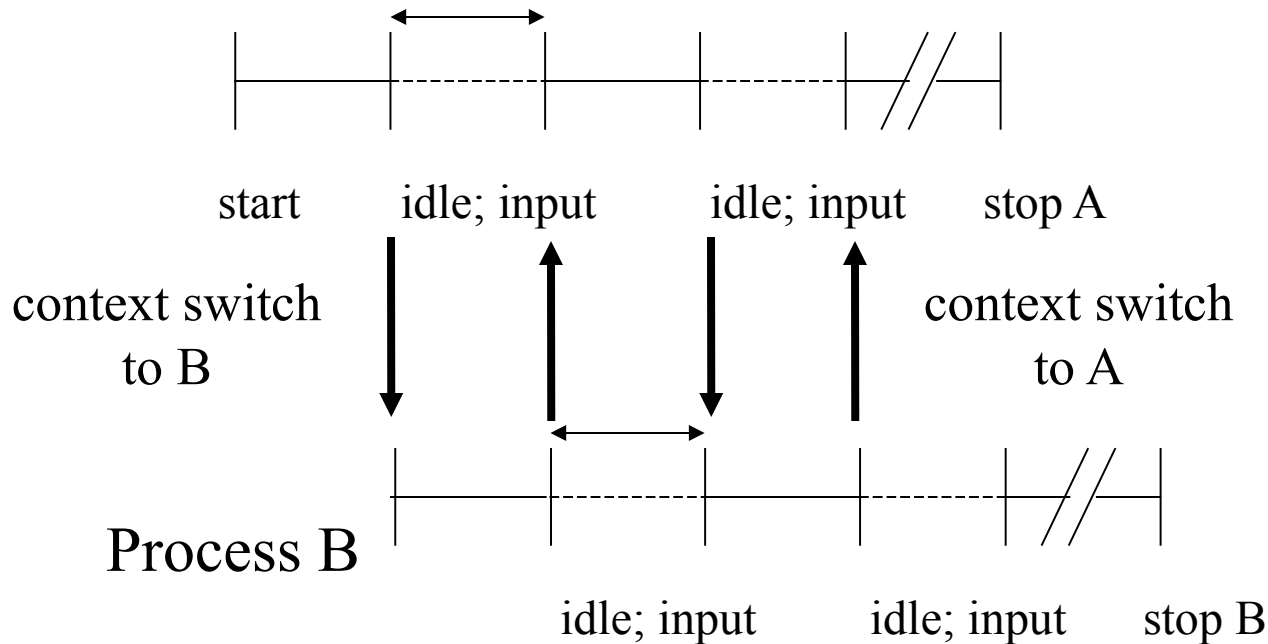 start idle; input idle; input stop A
context switch
to B
context switch
to A
Process B
idle; input idle; input stop B